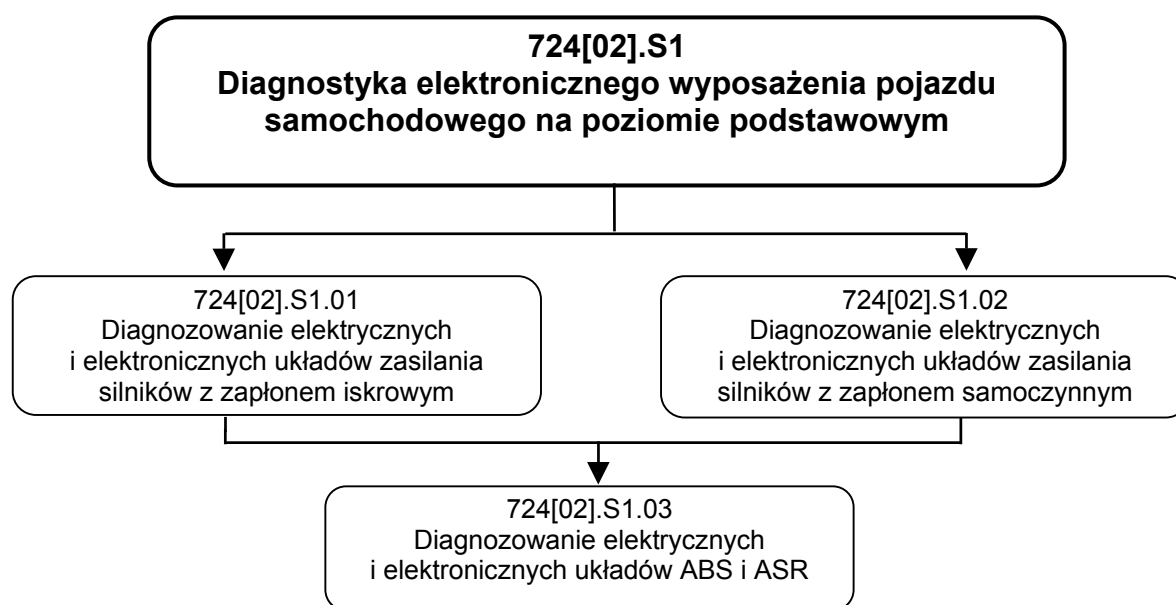 724[02].S1
Diagnostyka elektronicznego wyposażenia pojazdu
samochodowego na poziomie podstawowym
724[02].S1.01
Diagnozowanie elektrycznych
i elektronicznych układów zasilania
silników z zapłonem iskrowym
724[02].S1.02
Diagnozowanie elektrycznych
i elektronicznych układów zasilania
silników z zapłonem samoczynnym
724[02].S1.03
Diagnozowanie elektrycznych
i elektronicznych układów ABS i ASR